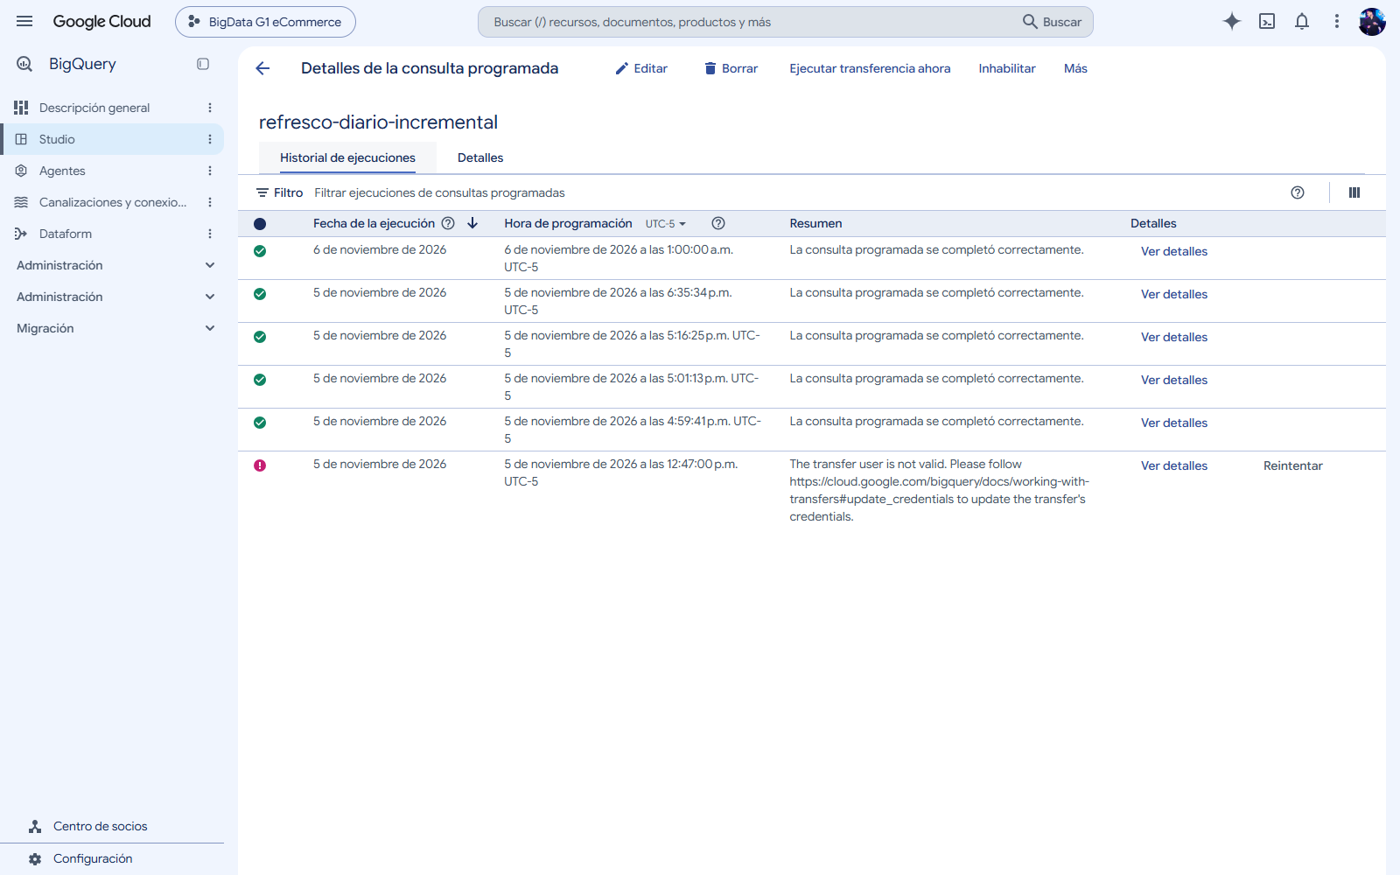 Google Cloud
BigData G1 eCommerce
Buscar (/) recursos, documentos, productos y más
Buscar
BigQuery
Descripción general
Studio
Agentes
Canalizaciones y conexio...
Dataform
Administración
Administración
Migración
Centro de socios
Configuración
Detalles de la consulta programada
Editar
Borrar
Ejecutar transferencia ahora
Inhabilitar
Más
refresco-diario-incremental
Historial de ejecuciones
Detalles
Filtro
Filtrar ejecuciones de consultas programadas
Fecha de la ejecución
Hora de programación
UTC-5
Resumen
Detalles
6 de noviembre de 2026
6 de noviembre de 2026 a las 1:00:00 a.m.
UTC-5
La consulta programada se completó correctamente.
Ver detalles
5 de noviembre de 2026
5 de noviembre de 2026 a las 6:35:34 p.m.
UTC-5
La consulta programada se completó correctamente.
Ver detalles
5 de noviembre de 2026
5 de noviembre de 2026 a las 5:16:25 p.m. UTC-
5
La consulta programada se completó correctamente.
Ver detalles
5 de noviembre de 2026
5 de noviembre de 2026 a las 5:01:13 p.m. UTC-
5
La consulta programada se completó correctamente.
Ver detalles
5 de noviembre de 2026
5 de noviembre de 2026 a las 4:59:41 p.m. UTC-
5
La consulta programada se completó correctamente.
Ver detalles
5 de noviembre de 2026
5 de noviembre de 2026 a las 12:47:00 p.m.
UTC-5
The transfer user is not valid. Please follow
https://cloud.google.com/bigquery/docs/working-with-
transfers#update_credentials to update the transfer's
credentials.
Ver detalles
Reintentar